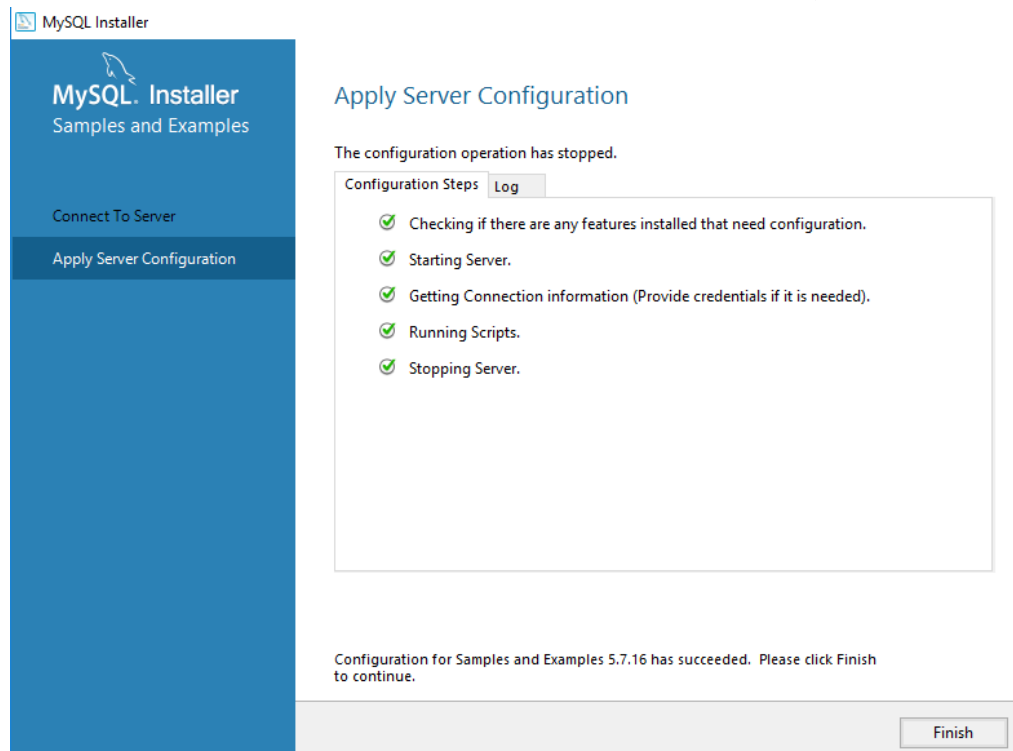 MySQL Installer
MySQL. Installer
Samples and Examples
Connect To Server
Apply Server Configuration
Apply Server Configuration
The configuration operation has stopped.
Configuration Steps
Log
Checking if there are any features installed that need configuration.
Starting Server.
Getting Connection information (Provide credentials if it is needed).
Running Scripts.
Stopping Server.
Configuration for Samples and Examples 5.7.16 has succeeded. Please click Finish
to continue.
Finish